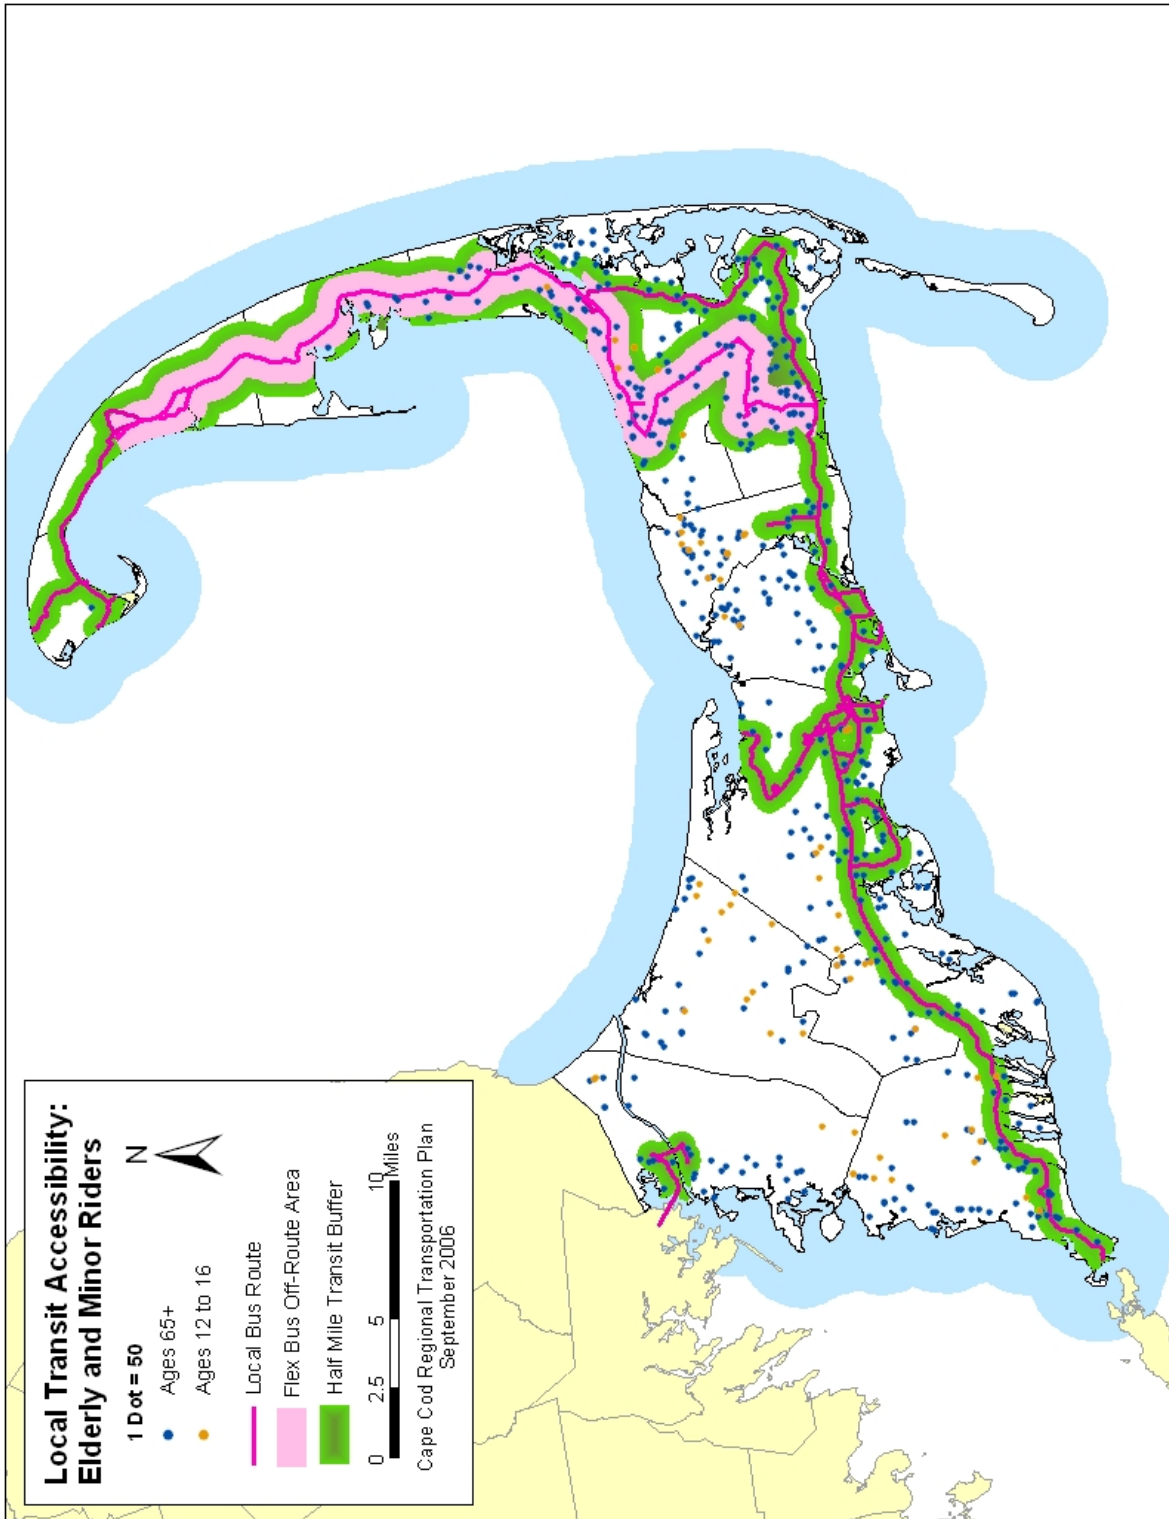 Local Transit Accessibility:
Elderly and Minor Riders
N
1 Dot = 50
Ages 65+
Ages 12 to 16
Local Bus Route
Flex Bus Off-Route Area
Half Mile Transit Buffer
0 2.5 5 10
Miles
Cape Cod Regional Transportation Plan
September 2006